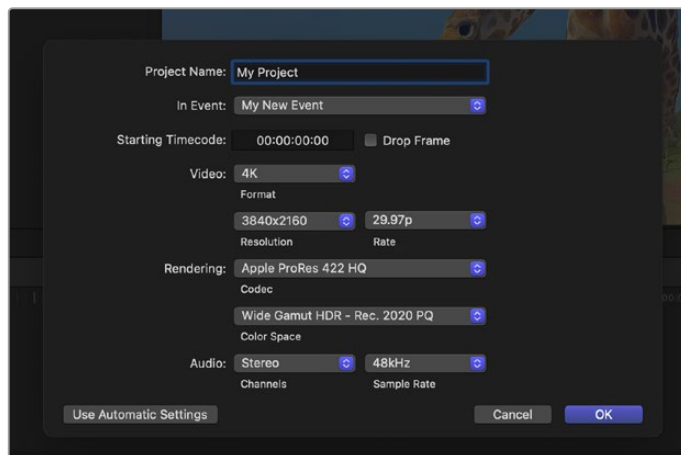 Project Name: My Project
In Event: My New Event
Starting Timecode: 00:00:00:00 Drop Frame
Video: 4K
Format
3840x2160 29.97p
Resolution Rate
Rendering: Apple ProRes 422 HQ
Codec
Wide Gamut HDR - Rec. 2020 PQ
Color Space
Audio: Stereo 48kHz
Channels Sample Rate
Use Automatic Settings Cancel OK